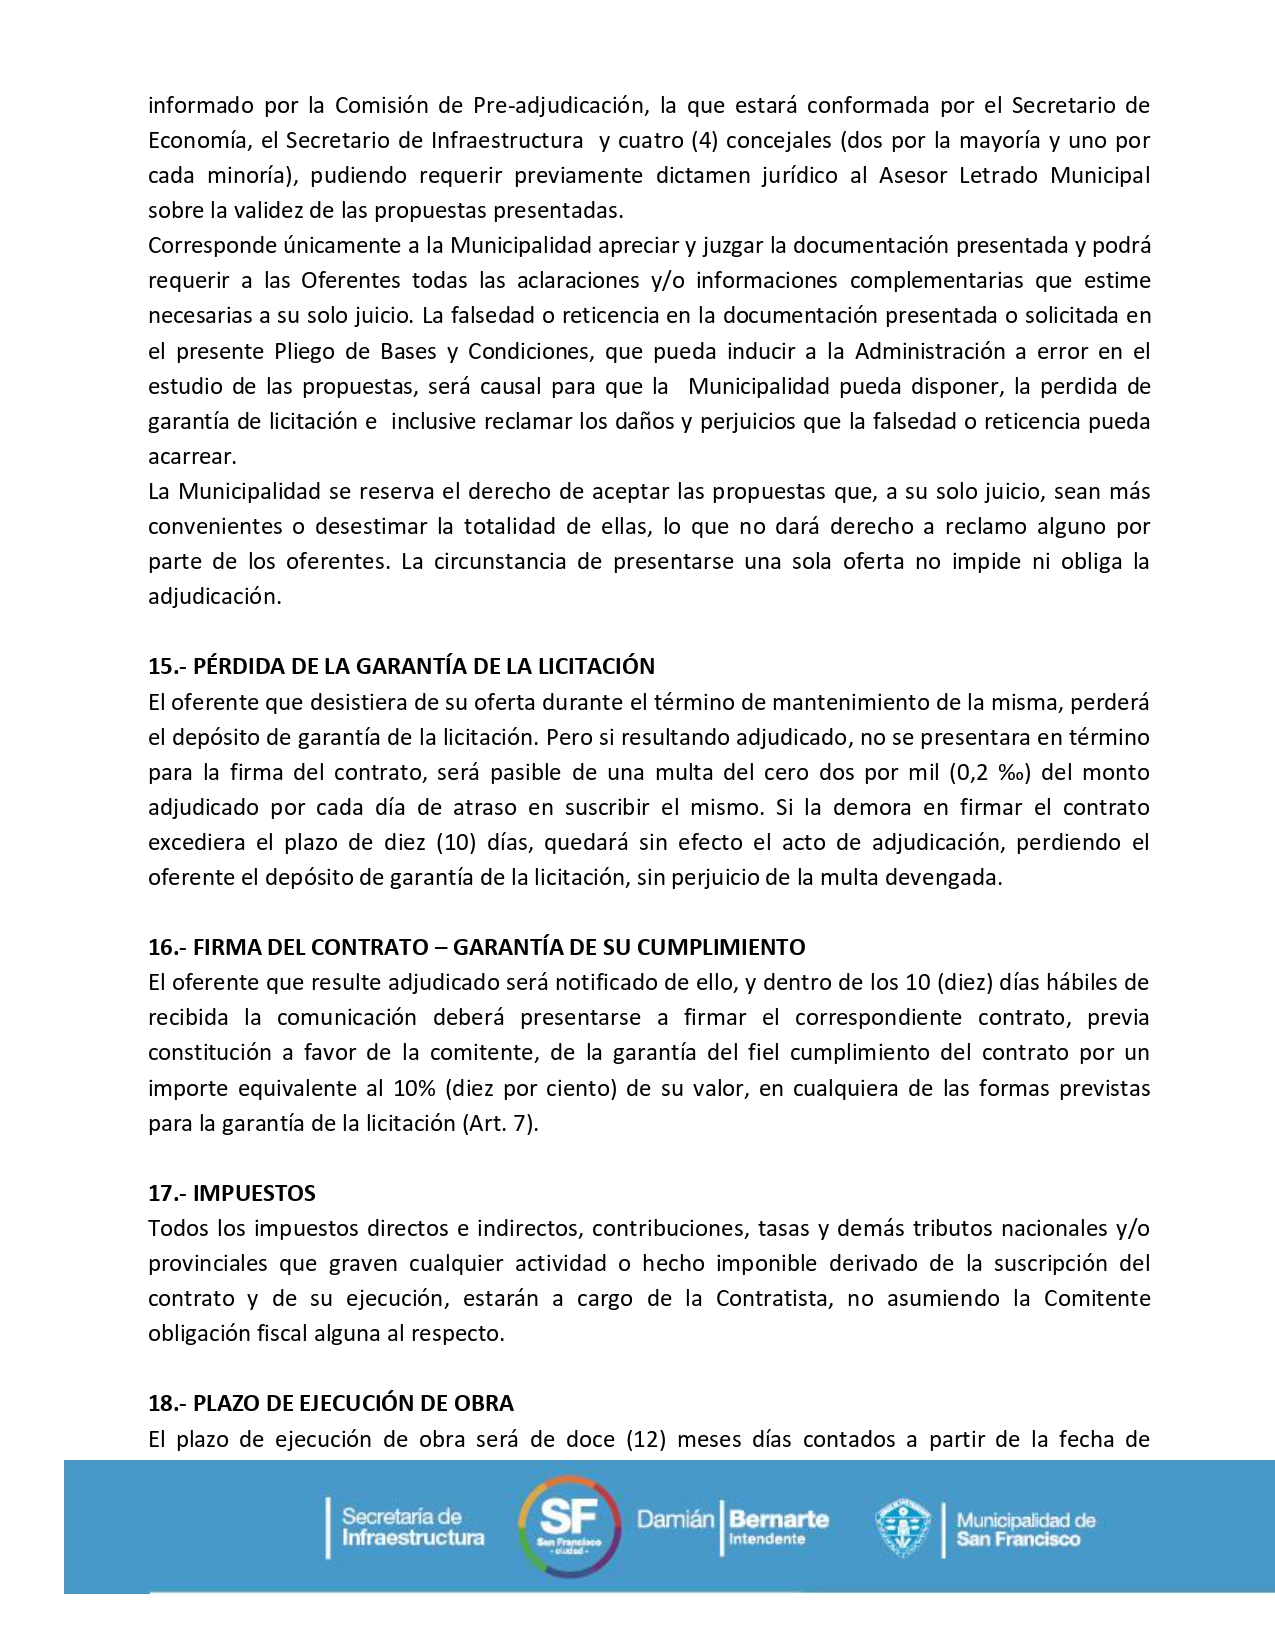 informado por la Comisión de Pre-adjudicación, la que estará conformada por el Secretario de
Economía, el Secretario de Infraestructura y cuatro (4) concejales (dos por la mayoría y uno por
cada minoría), pudiendo requerir previamente dictamen jurídico al Asesor Letrado Municipal
sobre la validez de las propuestas presentadas.
Corresponde únicamente a la Municipalidad apreciar y juzgar la documentación presentada y podrá
requerir a las Oferentes todas las aclaraciones y/o informaciones complementarias que estime
necesarias a su solo juicio. La falsedad o reticencia en la documentación presentada o solicitada en
el presente Pliego de Bases y Condiciones, que pueda inducir a la Administración a error en el
estudio de las propuestas, será causal para que la Municipalidad pueda disponer, la perdida de
garantía de licitación e inclusive reclamar los daños y perjuicios que la falsedad o reticencia pueda
acarrear.
La Municipalidad se reserva el derecho de aceptar las propuestas que, a su solo juicio, sean más
convenientes o desestimar la totalidad de ellas, lo que no dará derecho a reclamo alguno por
parte de los oferentes. La circunstancia de presentarse una sola oferta no impide ni obliga la
adjudicación.
15.- PÉRDIDA DE LA GARANTÍA DE LA LICITACIÓN
El oferente que desistiera de su oferta durante el término de mantenimiento de la misma, perderá
el depósito de garantía de la licitación. Pero si resultando adjudicado, no se presentara en término
para la firma del contrato, será pasible de una multa del cero dos por mil (0,2 ‰) del monto
adjudicado por cada día de atraso en suscribir el mismo. Si la demora en firmar el contrato
excediera el plazo de diez (10) días, quedará sin efecto el acto de adjudicación, perdiendo el
oferente el depósito de garantía de la licitación, sin perjuicio de la multa devengada.
16.- FIRMA DEL CONTRATO – GARANTÍA DE SU CUMPLIMIENTO
El oferente que resulte adjudicado será notificado de ello, y dentro de los 10 (diez) días hábiles de
recibida la comunicación deberá presentarse a firmar el correspondiente contrato, previa
constitución a favor de la comitente, de la garantía del fiel cumplimiento del contrato por un
importe equivalente al 10% (diez por ciento) de su valor, en cualquiera de las formas previstas
para la garantía de la licitación (Art. 7).
17.- IMPUESTOS
Todos los impuestos directos e indirectos, contribuciones, tasas y demás tributos nacionales y/o
provinciales que graven cualquier actividad o hecho imponible derivado de la suscripción del
contrato y de su ejecución, estarán a cargo de la Contratista, no asumiendo la Comitente
obligación fiscal alguna al respecto.
18.- PLAZO DE EJECUCIÓN DE OBRA
El plazo de ejecución de obra será de doce (12) meses días contados a partir de la fecha de
Secretaría de
Infraestructura
SF
San Francisco
-ciudad-
Damián Bernarte
Intendente
Municipalidad de
San Francisco